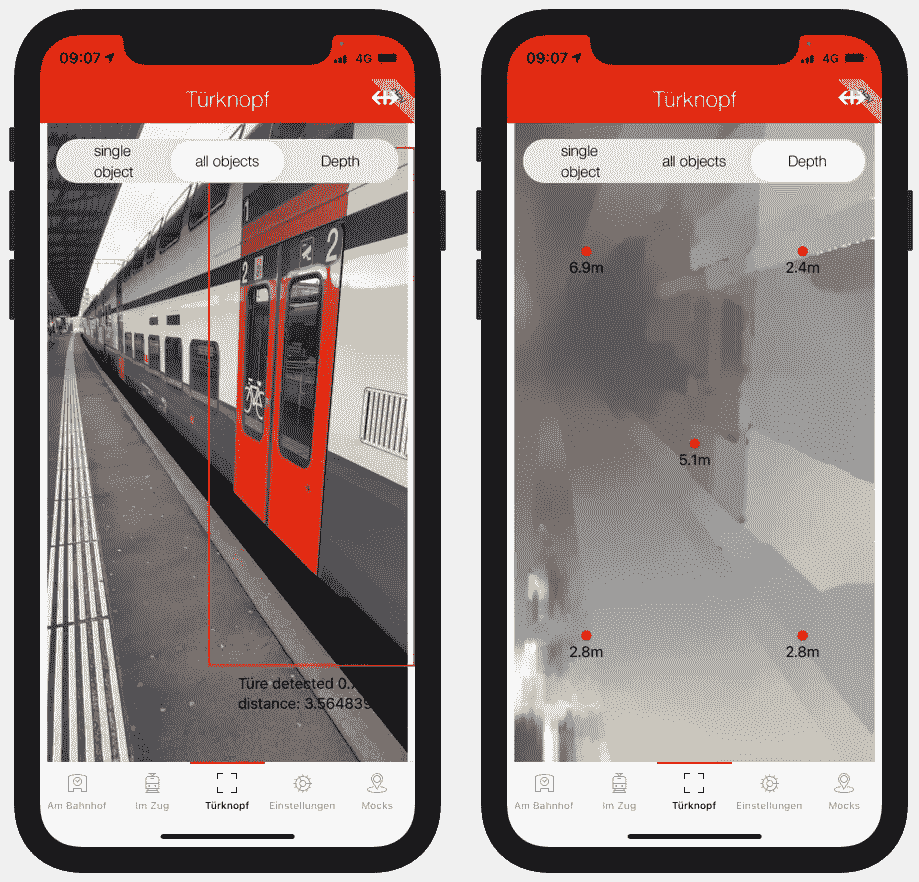 09:07
4G
Türknopf
single
object
all objects
Depth
1
2
2
Türe detected 0.
distance: 3.564839
Am Bahnhof
Im Zug
Türknopf
Einstellungen
Mocks
09:07
4G
Türknopf
single
object
all objects
Depth
6.9m
2.4m
5.1m
2.8m
2.8m
Am Bahnhof
Im Zug
Türknopf
Einstellungen
Mocks